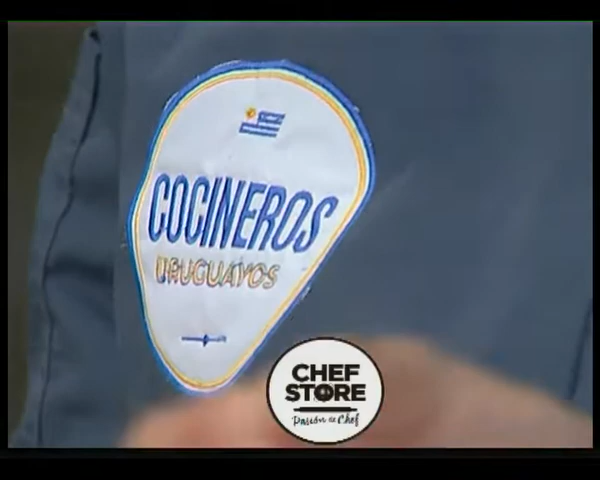 COCINEROS
URUGUAYOS
CHEF
STORE
Pasión de Chef